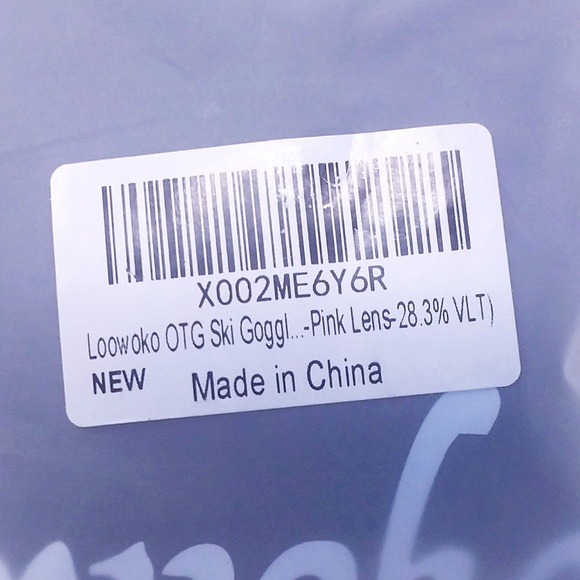 X002ME6Y6R
Loowoko OTG Ski Goggl...-Pink Lens-28.3% VLT)
NEW Made in China